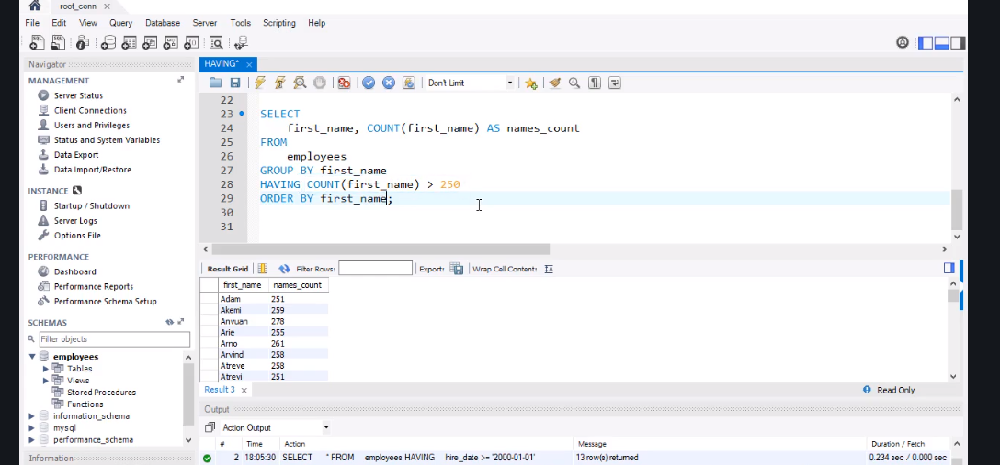 root_conn
File Edit View Query Database Server Tools Scripting Help
Navigator
HAVING*
MANAGEMENT
Server Status
Client Connections
Users and Privileges
Status and System Variables
Data Export
Data Import/Restore
INSTANCE
Startup / Shutdown
Server Logs
Options File
PERFORMANCE
Dashboard
Performance Reports
Performance Schema Setup
SCHEMAS
Filter objects
employees
Tables
Views
Stored Procedures
Functions
information_schema
mysql
performance_schema
Information
Don't Limit
22
23 SELECT
24 first_name, COUNT(first_name) AS names_count
25 FROM
26 employees
27 GROUP BY first_name
28 HAVING COUNT(first_name) > 250
29 ORDER BY first_name;
30
31
Result Grid Filter Rows: Export: Wrap Cell Content:
first_name names_count
Adam 251
Akemi 259
Anyuan 278
Arie 255
Arno 261
Arvind 258
Atreye 258
Atrevi 251
Result 3 Read Only
Output
Action Output
# Time Action Message Duration / Fetch
2 18:05:30 SELECT * FROM employees HAVING hire_date >= '2000-01-01' 13 row(s) returned 0.234 sec / 0.000 sec